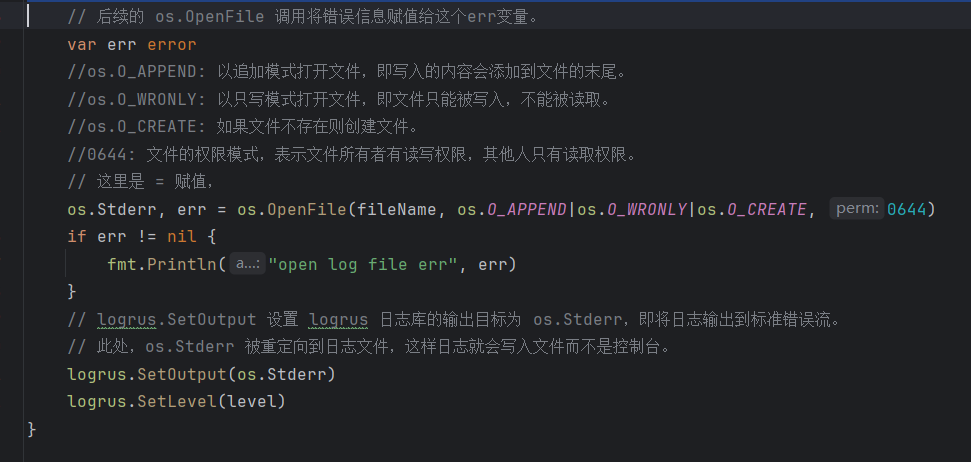 // 后续的 os.OpenFile 调用将错误信息赋值给这个err变量。
var err error
//os.O_APPEND: 以追加模式打开文件，即写入的内容会添加到文件的末尾。
//os.O_WRONLY: 以只写模式打开文件，即文件只能被写入，不能被读取。
//os.O_CREATE: 如果文件不存在则创建文件。
//0644: 文件的权限模式，表示文件所有者有读写权限，其他人只有读取权限。
// 这里是 = 赋值，
os.Stderr, err = os.OpenFile(fileName, os.O_APPEND|os.O_WRONLY|os.O_CREATE, perm: 0644)
if err != nil {
fmt.Println( a...: "open log file err", err)
}
// logrus.SetOutput 设置 logrus 日志库的输出目标为 os.Stderr，即将日志输出到标准错误流。
// 此处，os.Stderr 被重定向到日志文件，这样日志就会写入文件而不是控制台。
logrus.SetOutput(os.Stderr)
logrus.SetLevel(level)
}